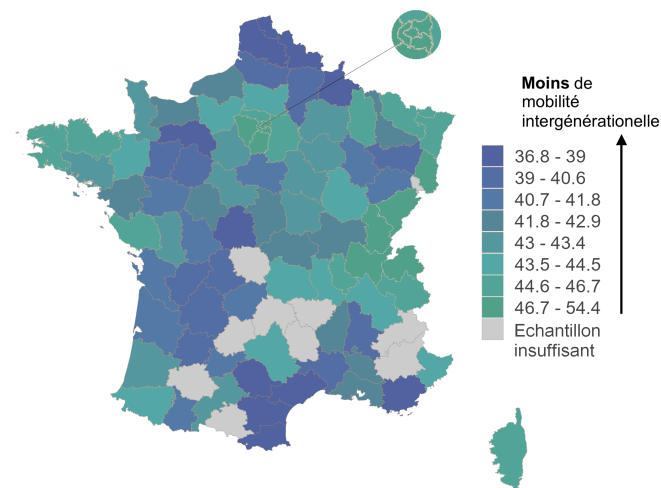 Moins de
mobilité
intergénérationelle
36.8 - 39
39 - 40.6
40.7 - 41.8
41.8 - 42.9
43 - 43.4
43.5 - 44.5
44.6 - 46.7
46.7 - 54.4
Echantillon
insuffisant